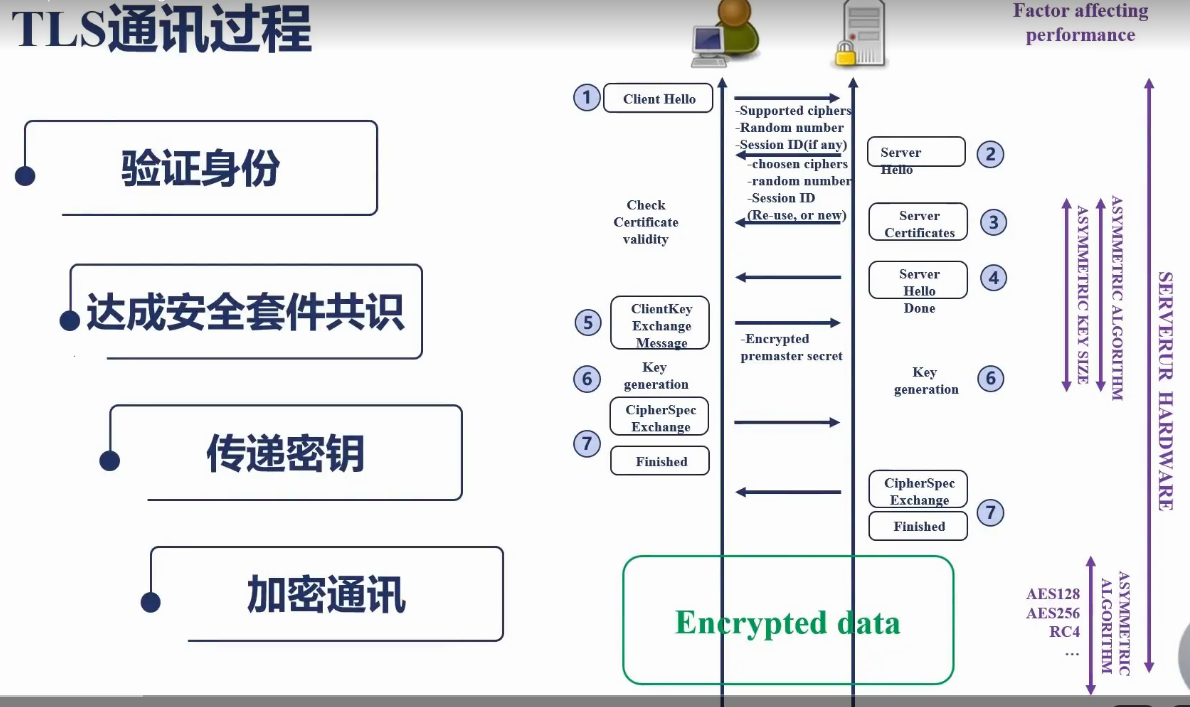 TLS通讯过程
验证身份
达成安全套件共识
传递密钥
加密通讯
Factor affecting
performance
1
Client Hello
-Supported ciphers
-Random number
-Session ID(if any)
Server
Hello
2
-choosen ciphers
-random number
-Session ID
(Re-use, or new)
Check
Certificate
validity
Server
Certificates
3
Server
Hello
Done
4
5
ClientKey
Exchange
Message
-Encrypted
premaster secret
6
Key
generation
Key
generation
6
CipherSpec
Exchange
7
Finished
CipherSpec
Exchange
Finished
7
Encrypted data
ASYMMETRIC KEY SIZE
ASYMMETRIC ALGORITHM
SERVERUR HARDWARE
AES128
AES256
RC4
...
ASYMMETRIC
ALGORITHM